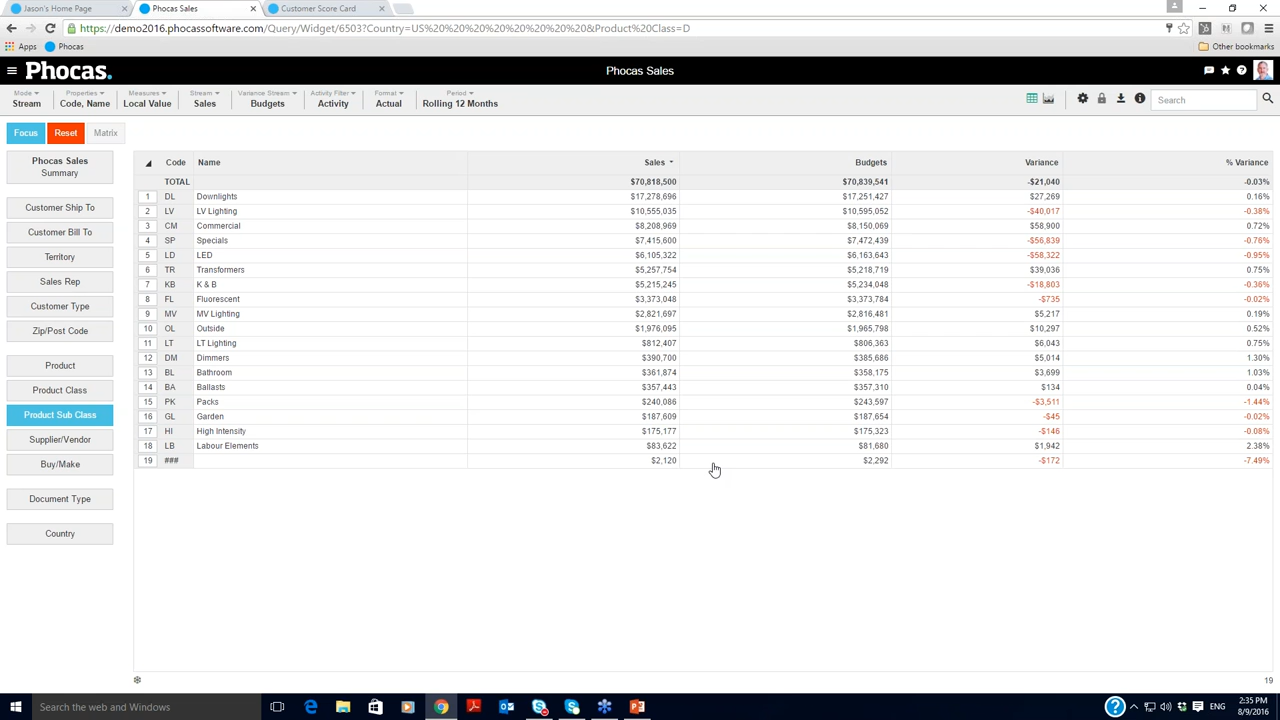 Jason's Home Page
Phocas Sales
Customer Score Card
https://demo2016.phocassoftware.com/Query/Widget/6503?Country=US%20%20%20%20%20%20%20%20&Product%20Class=D
Apps
Phocas
Other bookmarks
Phocas.
Phocas Sales
Mode
Stream
Properties
Code, Name
Measures
Local Value
Stream
Sales
Variance Stream
Budgets
Activity Filter
Activity
Format
Actual
Period
Rolling 12 Months
Search
Focus
Reset
Matrix
Phocas Sales
Summary
Customer Ship To
Customer Bill To
Territory
Sales Rep
Customer Type
Zip/Post Code
Product
Product Class
Product Sub Class
Supplier/Vendor
Buy/Make
Document Type
Country
Code Name Sales Budgets Variance % Variance
TOTAL $70,818,500 $70,839,541 -$21,040 -0.03%
1 DL Downlights $17,278,696 $17,251,427 $27,269 0.16%
2 LV LV Lighting $10,555,035 $10,595,052 -$40,017 -0.38%
3 CM Commercial $8,208,969 $8,150,069 $58,900 0.72%
4 SP Specials $7,415,600 $7,472,439 -$56,839 -0.76%
5 LD LED $6,105,322 $6,163,643 -$58,322 -0.95%
6 TR Transformers $5,257,754 $5,218,719 $39,036 0.75%
7 KB K & B $5,215,245 $5,234,048 -$18,803 -0.36%
8 FL Fluorescent $3,373,048 $3,373,784 -$735 -0.02%
9 MV MV Lighting $2,821,697 $2,816,481 $5,217 0.19%
10 OL Outside $1,976,095 $1,965,798 $10,297 0.52%
11 LT LT Lighting $812,407 $806,363 $6,043 0.75%
12 DM Dimmers $390,700 $385,686 $5,014 1.30%
13 BL Bathroom $361,874 $358,175 $3,699 1.03%
14 BA Ballasts $357,443 $357,310 $134 0.04%
15 PK Packs $240,086 $243,597 -$3,511 -1.44%
16 GL Garden $187,609 $187,654 -$45 -0.02%
17 HI High Intensity $175,177 $175,323 -$146 -0.08%
18 LB Labour Elements $83,622 $81,680 $1,942 2.38%
19 ### $2,120 $2,292 -$172 -7.49%
19
Search the web and Windows
ENG
2:35 PM
8/9/2016